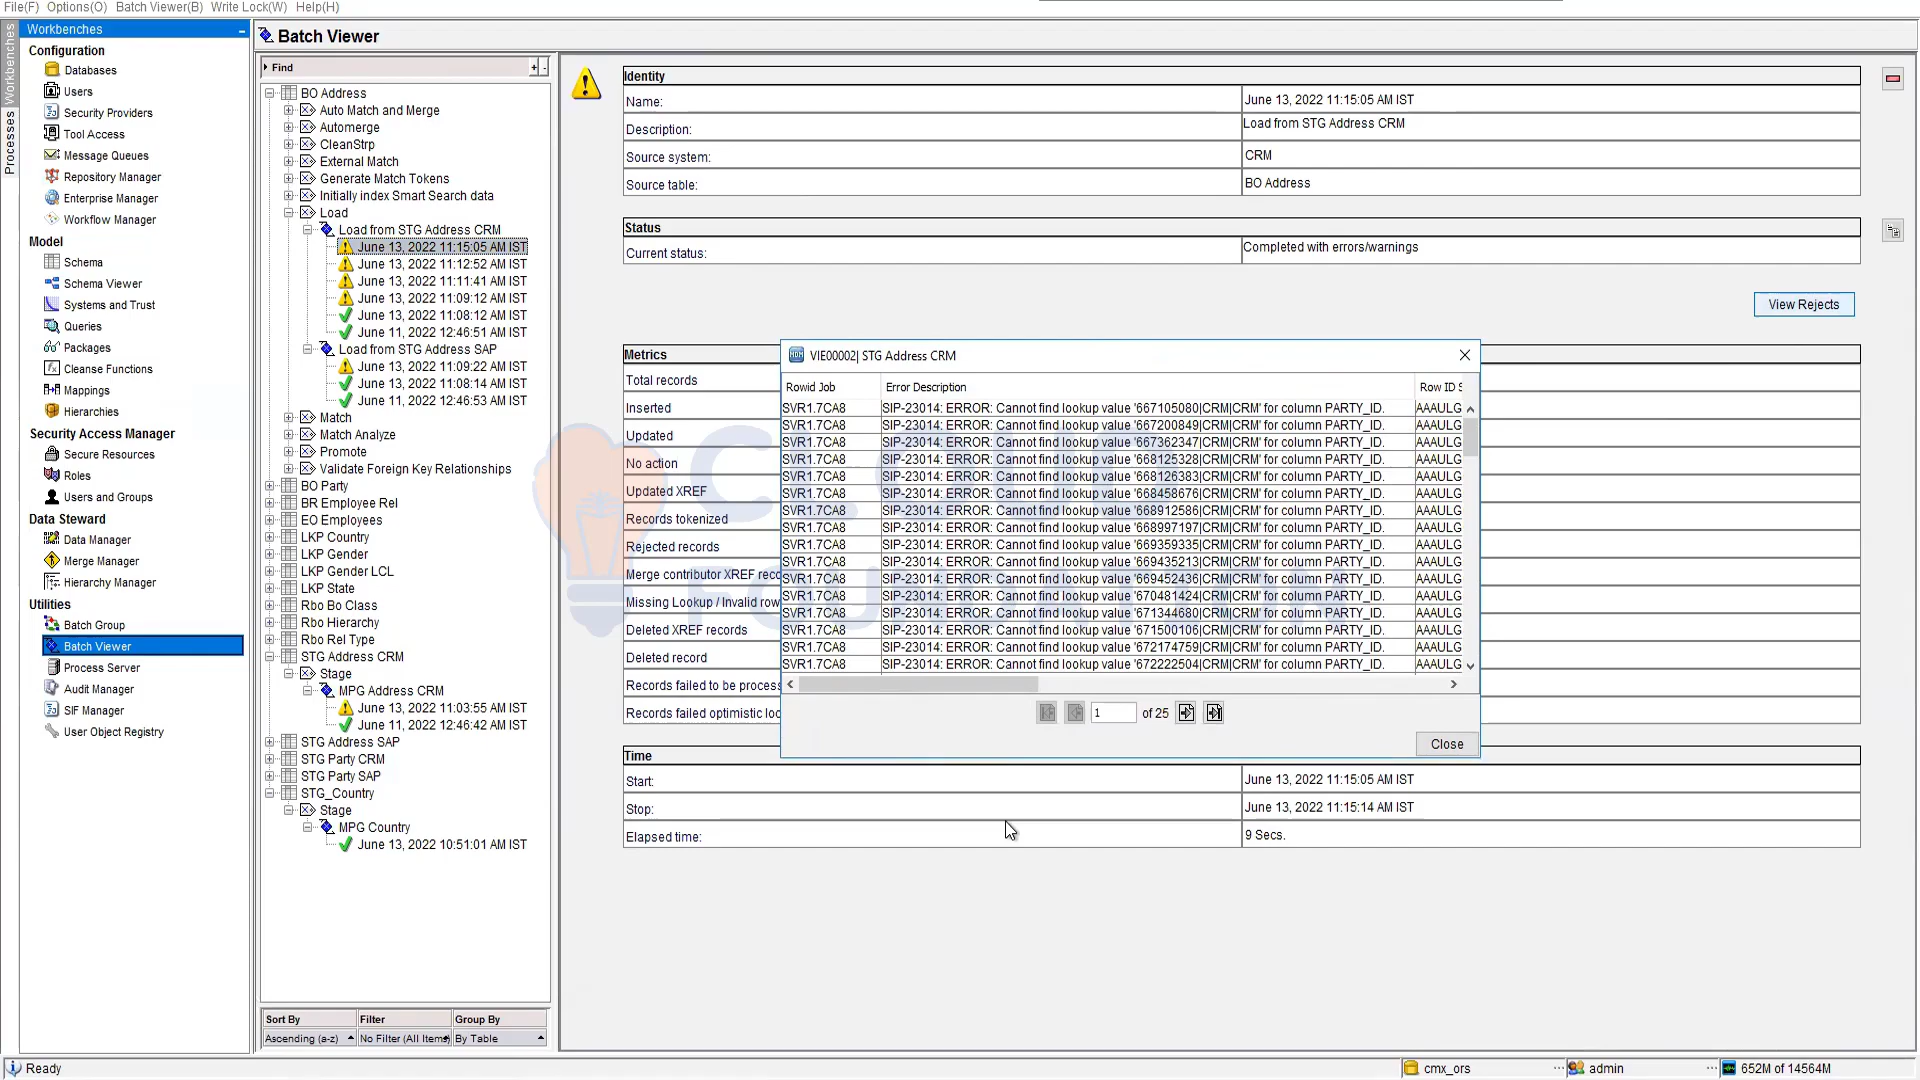 File(F) Options(O) Batch Viewer(B) Write Lock(W) Help(H)
Workbenches
Processes
Workbenches
Configuration
Databases
Users
Security Providers
Tool Access
Message Queues
Repository Manager
Enterprise Manager
Workflow Manager
Model
Schema
Schema Viewer
Systems and Trust
Queries
Packages
Cleanse Functions
Mappings
Hierarchies
Security Access Manager
Secure Resources
Roles
Users and Groups
Data Steward
Data Manager
Merge Manager
Hierarchy Manager
Utilities
Batch Group
Batch Viewer
Process Server
Audit Manager
SIF Manager
User Object Registry
Batch Viewer
Find
BO Address
Auto Match and Merge
Automerge
CleanStrp
External Match
Generate Match Tokens
Initially index Smart Search data
Load
Load from STG Address CRM
June 13, 2022 11:15:05 AM IST
June 13, 2022 11:12:52 AM IST
June 13, 2022 11:11:41 AM IST
June 13, 2022 11:09:12 AM IST
June 13, 2022 11:08:12 AM IST
June 11, 2022 12:46:51 AM IST
Load from STG Address SAP
June 13, 2022 11:09:22 AM IST
June 13, 2022 11:08:14 AM IST
June 11, 2022 12:46:53 AM IST
Match
Match Analyze
Promote
Validate Foreign Key Relationships
BO Party
BR Employee Rel
EO Employees
LKP Country
LKP Gender
LKP Gender LCL
LKP State
Rbo Bo Class
Rbo Hierarchy
Rbo Rel Type
STG Address CRM
Stage
MPG Address CRM
June 13, 2022 11:03:55 AM IST
June 11, 2022 12:46:42 AM IST
STG Address SAP
STG Party CRM
STG Party SAP
STG_Country
Stage
MPG Country
June 13, 2022 10:51:01 AM IST
Sort By Filter Group By
Ascending (a-z) No Filter (All Items) By Table
Identity
Name: June 13, 2022 11:15:05 AM IST
Description: Load from STG Address CRM
Source system: CRM
Source table: BO Address
Status
Current status: Completed with errors/warnings
View Rejects
Metrics
Total records
Inserted
Updated
No action
Updated XREF
Records tokenized
Rejected records
Merge contributor XREF reco
Missing Lookup / Invalid row
Deleted XREF records
Deleted record
Records failed to be process
Records failed optimistic loc
VIE00002| STG Address CRM
Rowid Job Error Description Row ID S
SVR1.7CA8 SIP-23014: ERROR: Cannot find lookup value '667105080|CRM|CRM' for column PARTY_ID. AAAULG
SVR1.7CA8 SIP-23014: ERROR: Cannot find lookup value '667200849|CRM|CRM' for column PARTY_ID. AAAULG
SVR1.7CA8 SIP-23014: ERROR: Cannot find lookup value '667362347|CRM|CRM' for column PARTY_ID. AAAULG
SVR1.7CA8 SIP-23014: ERROR: Cannot find lookup value '668125328|CRM|CRM' for column PARTY_ID. AAAULG
SVR1.7CA8 SIP-23014: ERROR: Cannot find lookup value '668126383|CRM|CRM' for column PARTY_ID. AAAULG
SVR1.7CA8 SIP-23014: ERROR: Cannot find lookup value '668458676|CRM|CRM' for column PARTY_ID. AAAULG
SVR1.7CA8 SIP-23014: ERROR: Cannot find lookup value '668912586|CRM|CRM' for column PARTY_ID. AAAULG
SVR1.7CA8 SIP-23014: ERROR: Cannot find lookup value '668997197|CRM|CRM' for column PARTY_ID. AAAULG
SVR1.7CA8 SIP-23014: ERROR: Cannot find lookup value '669359335|CRM|CRM' for column PARTY_ID. AAAULG
SVR1.7CA8 SIP-23014: ERROR: Cannot find lookup value '669435213|CRM|CRM' for column PARTY_ID. AAAULG
SVR1.7CA8 SIP-23014: ERROR: Cannot find lookup value '669452436|CRM|CRM' for column PARTY_ID. AAAULG
SVR1.7CA8 SIP-23014: ERROR: Cannot find lookup value '670481424|CRM|CRM' for column PARTY_ID. AAAULG
SVR1.7CA8 SIP-23014: ERROR: Cannot find lookup value '671344680|CRM|CRM' for column PARTY_ID. AAAULG
SVR1.7CA8 SIP-23014: ERROR: Cannot find lookup value '671500106|CRM|CRM' for column PARTY_ID. AAAULG
SVR1.7CA8 SIP-23014: ERROR: Cannot find lookup value '672174759|CRM|CRM' for column PARTY_ID. AAAULG
SVR1.7CA8 SIP-23014: ERROR: Cannot find lookup value '672222504|CRM|CRM' for column PARTY_ID. AAAULG
1 of 25
Close
Time
Start: June 13, 2022 11:15:05 AM IST
Stop: June 13, 2022 11:15:14 AM IST
Elapsed time: 9 Secs.
Ready
cmx_ors
admin
652M of 14564M